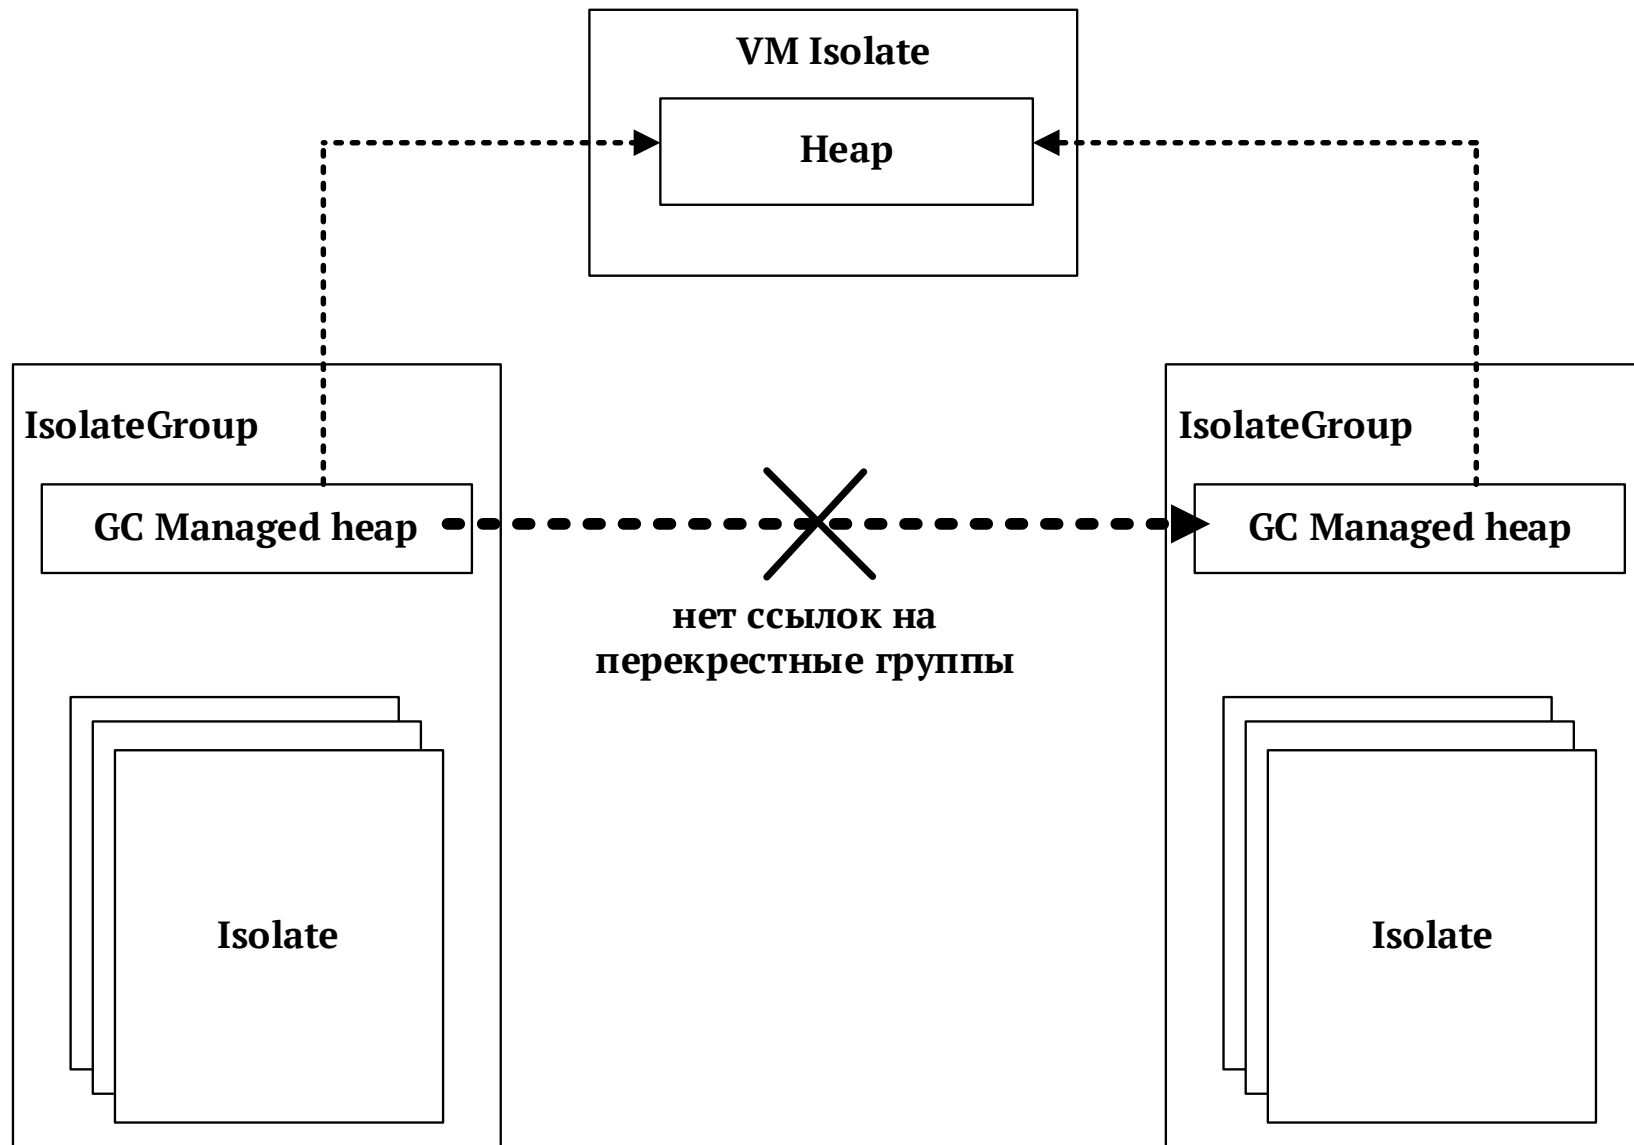 VM Isolate
Heap
IsolateGroup
IsolateGroup
GC Managed heap
GC Managed heap
нет ссылок на
перекрестные группы
Isolate
Isolate